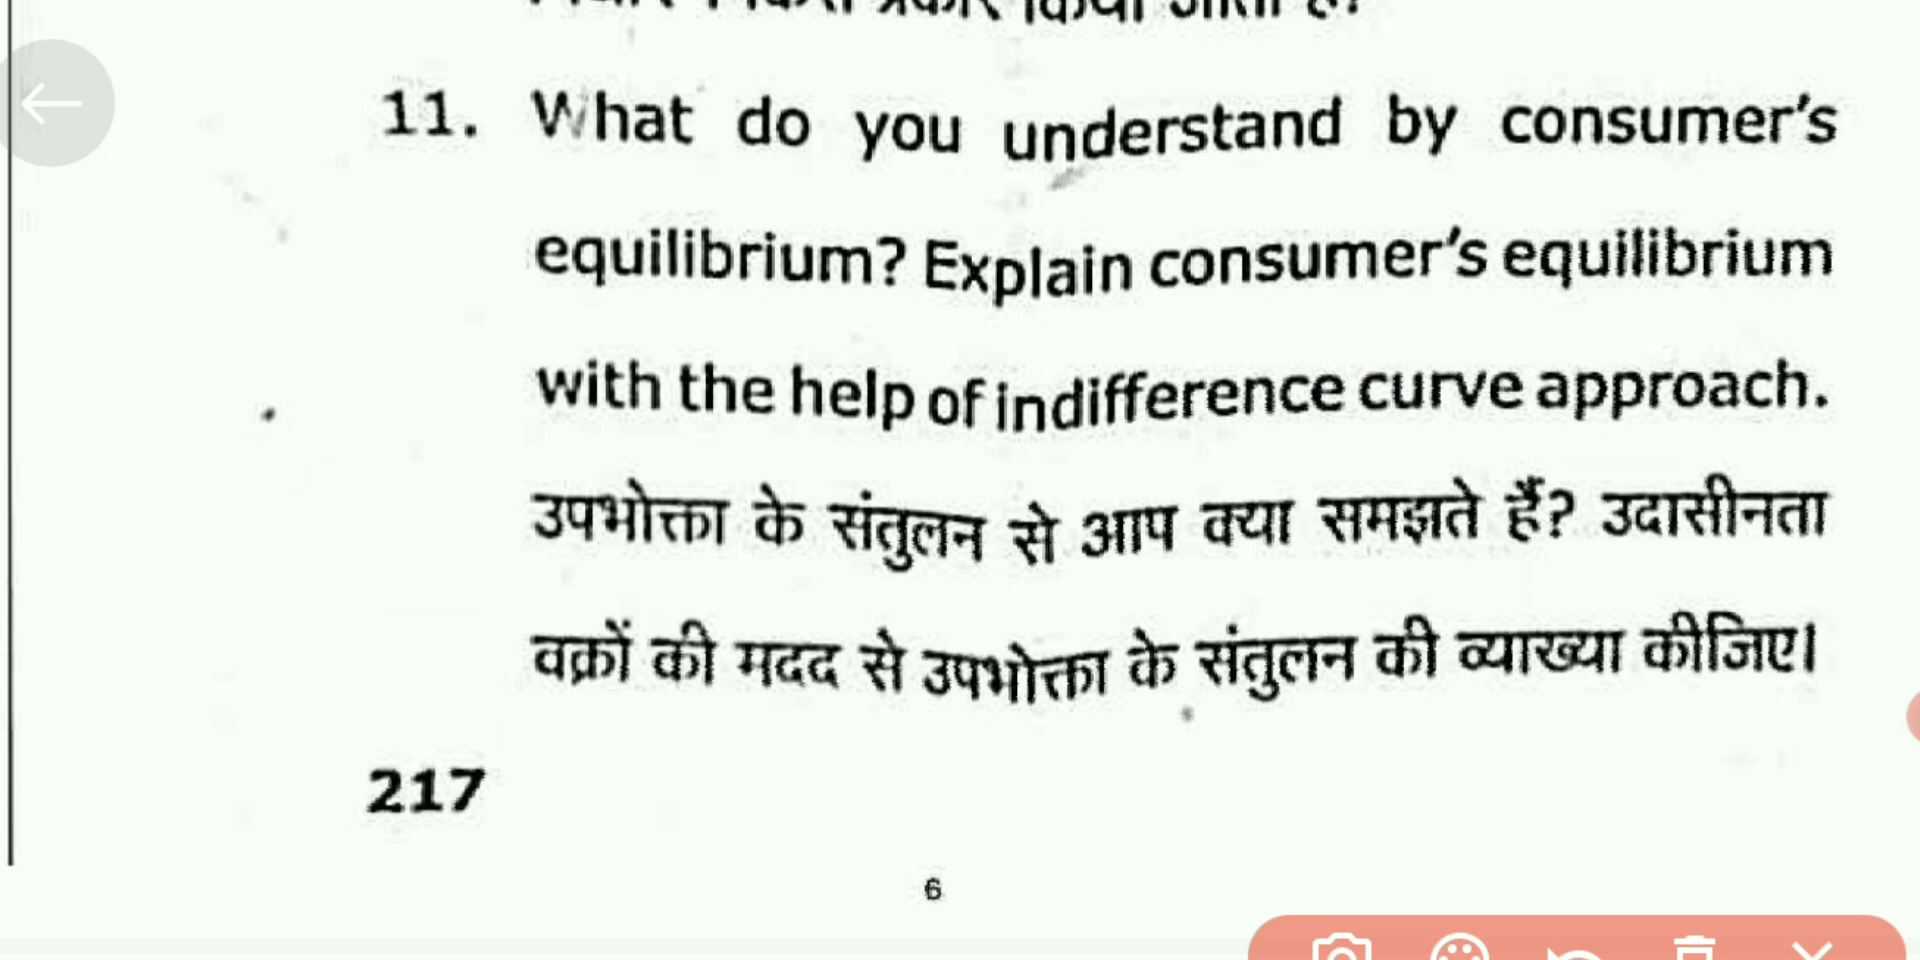 11. What do you understand by consumer's
equilibrium? Explain consumer's equilibrium
with the help of indifference curve approach.
उपभोक्ता के संतुलन से आप क्या समझते हैं? उदासीनता
वक्रों की मदद से उपभोक्ता के संतुलन की व्याख्या कीजिए।
217
6